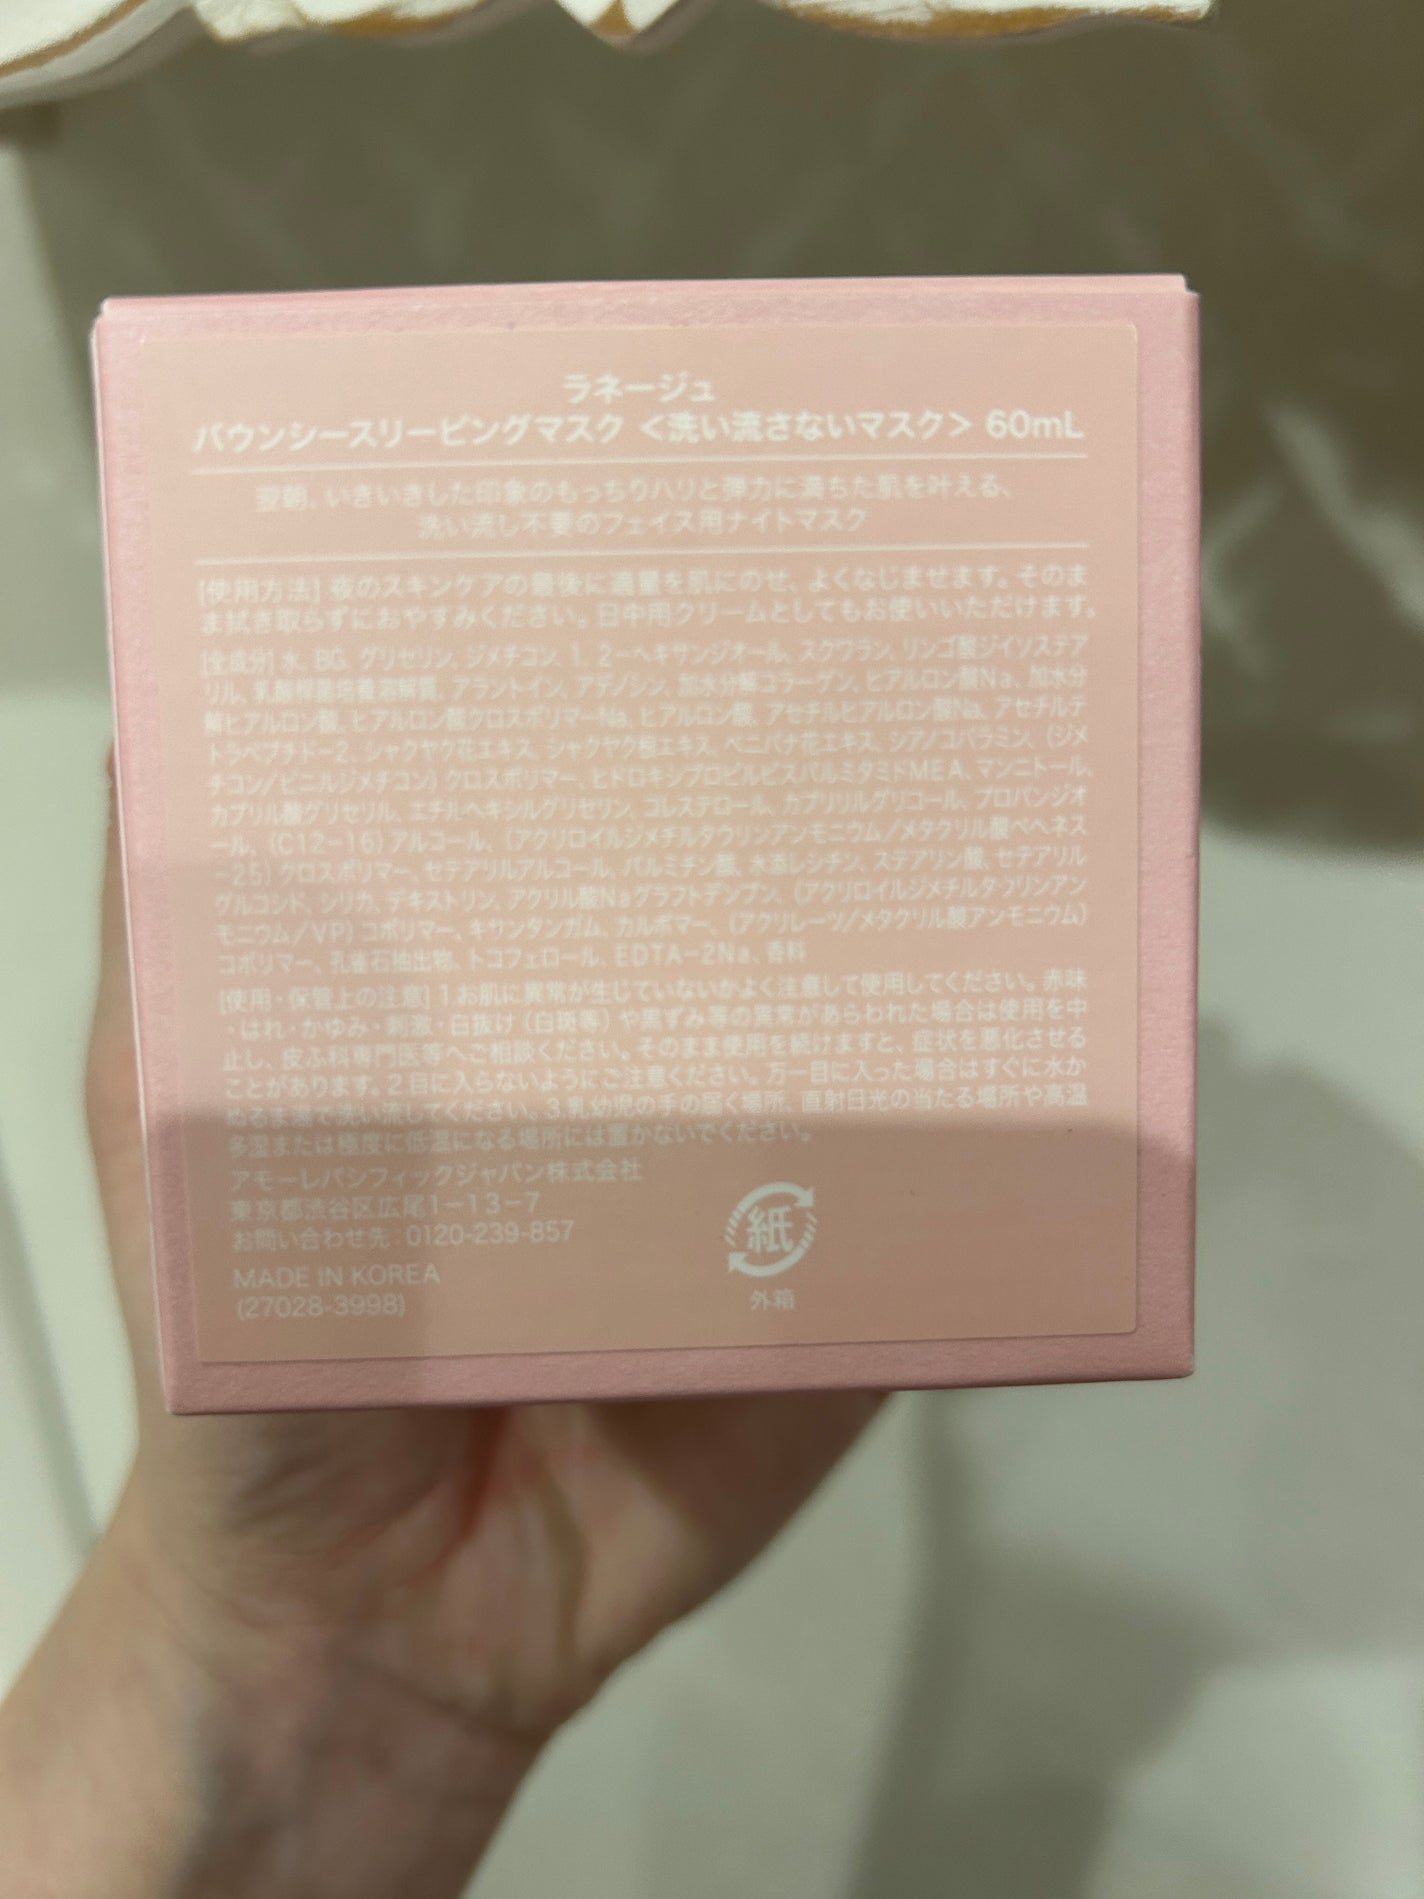 ラネージュ
バウンシースリーピングマスク <洗い流さないマスク> 60mL
翌朝、いきいきした印象のもっちりハリと弾力に満ちた肌を叶える、
洗い流し不要のフェイス用ナイトマスク
[使用方法] 夜のスキンケアの最後に適量を肌にのせ、よくなじませます。そのま
ま拭き取らずにおやすみください。日中用クリームとしてもお使いいただけます。
[全成分] 水、BG、グリセリン、ジメチコン、1, 2-ヘキサンジオール、スクワラン、リンゴ酸ジイソステア
リル、乳酸桿菌培養溶解質、アラントイン、アデノシン、加水分解コラーゲン、ヒアルロン酸Na、加水分
解ヒアルロン酸、ヒアルロン酸クロスポリマーNa、ヒアルロン酸、アセチルヒアルロン酸Na、アセチルテ
トラペプチド-2、シャクヤク花エキス、シャクヤク根エキス、ベニバナ花エキス、シアノコバラミン、(ジメ
チコン/ビニルジメチコン) クロスポリマー、ヒドロキシプロピルビスパルミタミドMEA、マンニトール、
カプリル酸グリセリル、エチルヘキシルグリセリン、コレステロール、カプリリルグリコール、プロパンジオ
ール、(C12-16) アルコール、(アクリロイルジメチルタウリンアンモニウム/メタクリル酸ベヘネス
-25) クロスポリマー、セテアリルアルコール、パルミチン酸、水添レシチン、ステアリン酸、セテアリル
グルコシド、シリカ、デキストリン、アクリル酸Naグラフトデンプン、(アクリロイルジメチルタウリンアン
モニウム/VP) コポリマー、キサンタンガム、カルボマー、(アクリレーツ/メタクリル酸アンモニウム)
コポリマー、孔雀石抽出物、トコフェロール、EDTA-2Na、香料
[使用・保管上の注意] 1.お肌に異常が生じていないかよく注意して使用してください。赤味
・はれ・かゆみ・刺激・白抜け (白斑等) や黒ずみ等の異常があらわれた場合は使用を中
止し、皮ふ科専門医等へご相談ください。そのまま使用を続けますと、症状を悪化させる
ことがあります。2.目に入らないようにご注意ください。万一目に入った場合はすぐに水か
ぬるま湯で洗い流してください。3.乳幼児の手の届く場所、直射日光の当たる場所や高温
多湿または極度に低温になる場所には置かないでください。
アモーレパシフィックジャパン株式会社
東京都渋谷区広尾1-13-7
お問い合わせ先:0120-239-857
MADE IN KOREA
(27028-3998)
紙
外箱